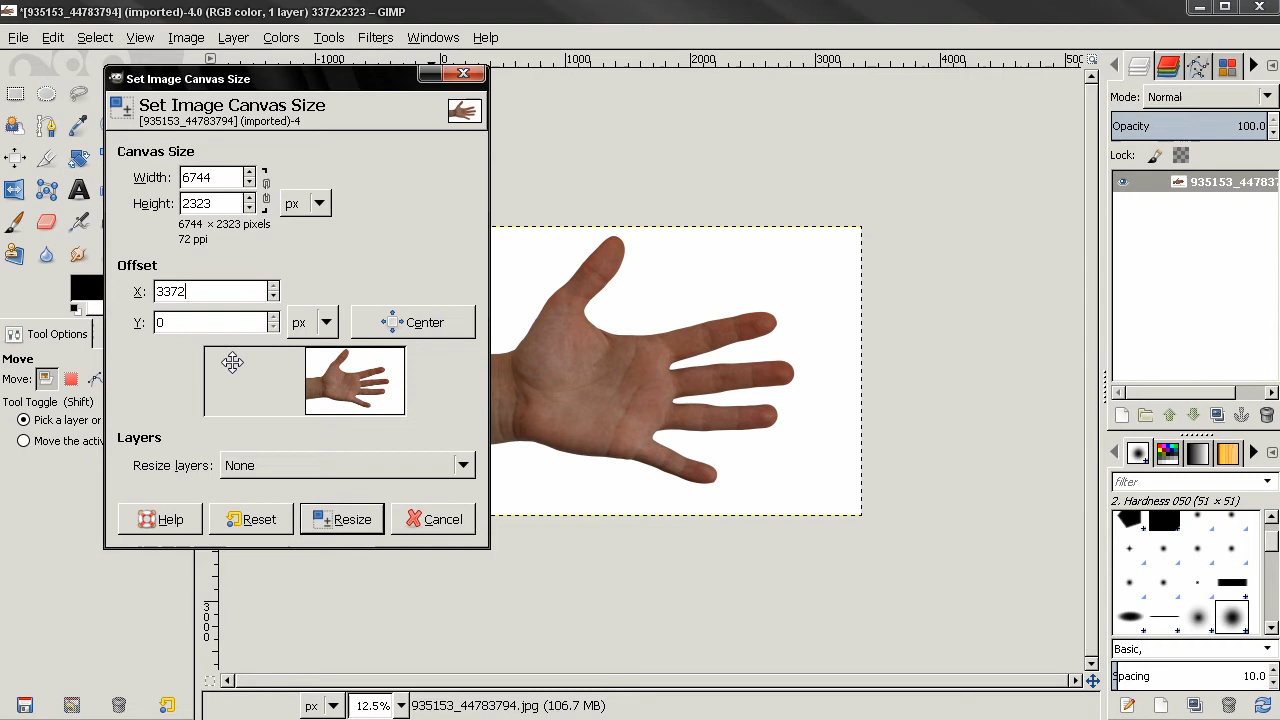 *[935153_44783794] (imported)-4.0 (RGB color, 1 layer) 3372x2323 – GIMP
File Edit Select View Image Layer Colors Tools Filters Windows Help
-1000 0 1000 2000 3000 4000 500
Set Image Canvas Size
Set Image Canvas Size
[935153_44783794] (imported)-4
Canvas Size
Width: 6744
Height: 2323 px
6744 × 2323 pixels
72 ppi
Offset
X: 3372
Y: 0 px Center
Layers
Resize layers: None
Help Reset Resize Cancel
Tool Options
Move
Move:
Tool Toggle (Shift)
Pick a layer or
Move the activ
3000
Mode: Normal
Opacity 100.0
Lock:
935153_447837
filter
2. Hardness 050 (51 × 51)
Basic,
Spacing 10.0
px 12.5% 935153_44783794.jpg (106.7 MB)